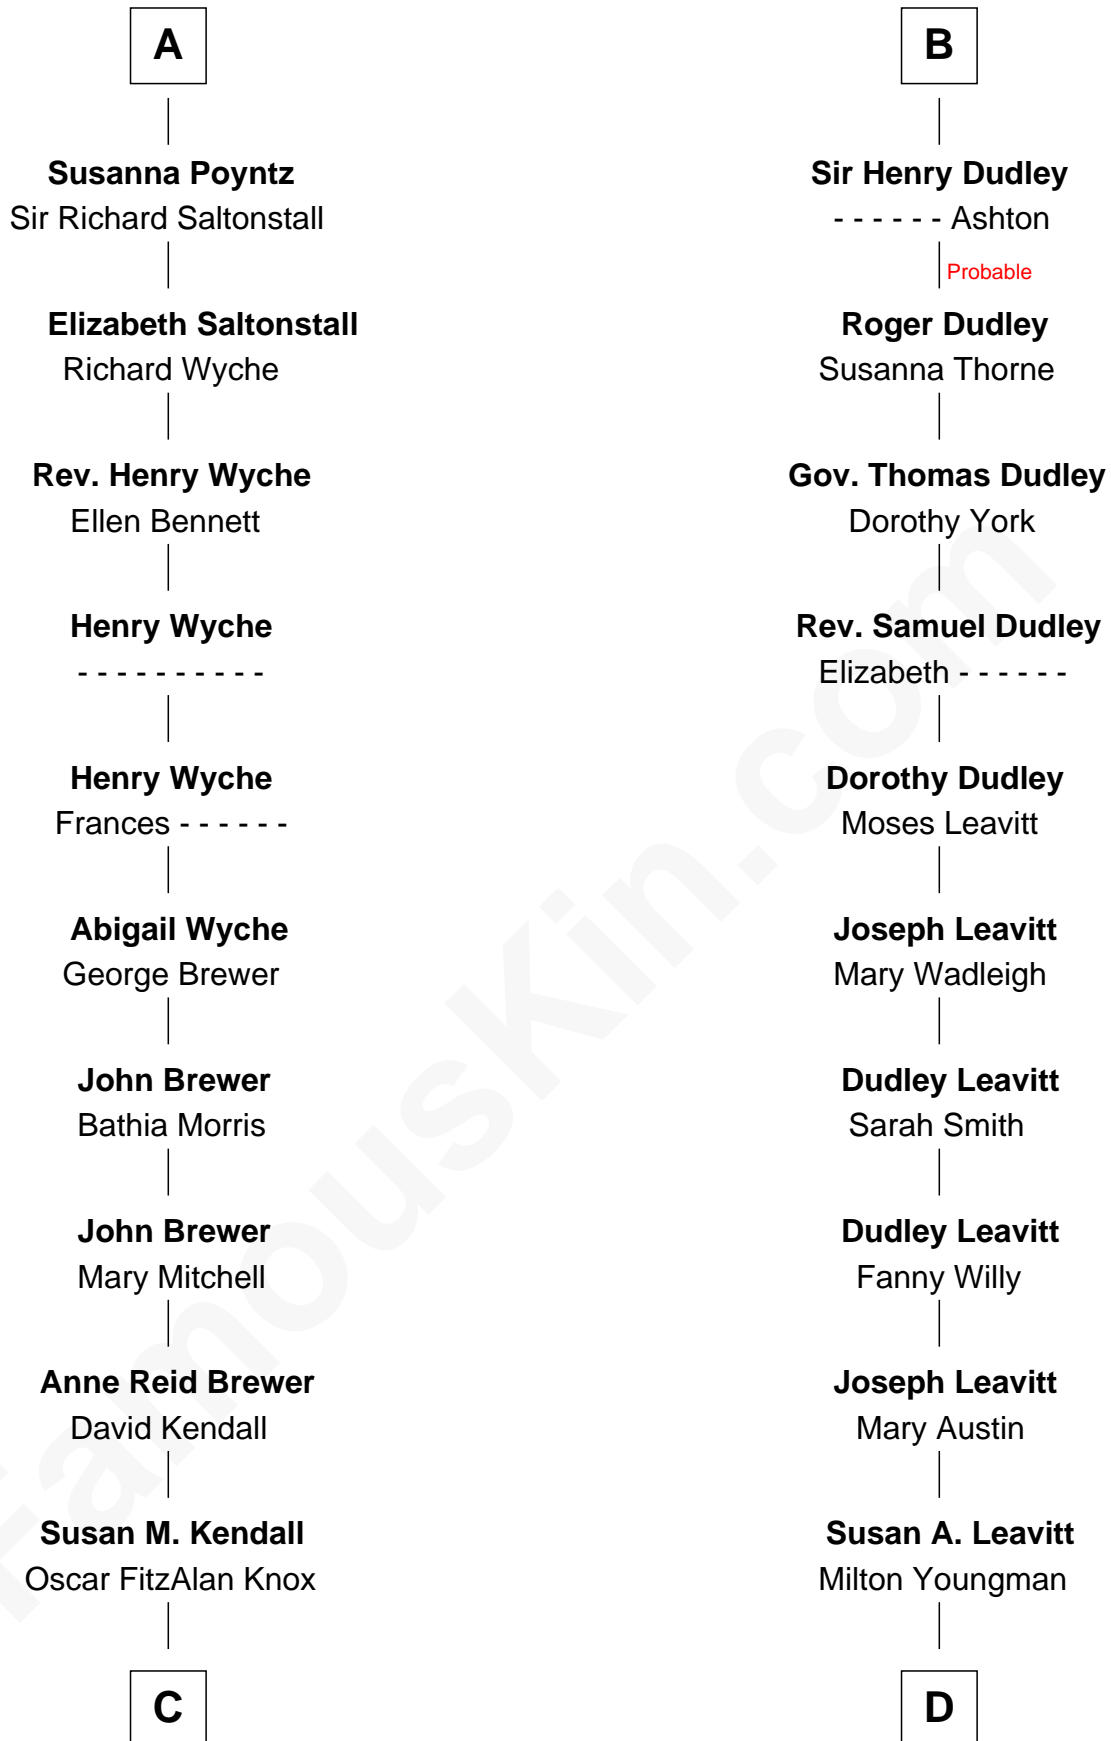 A
Susanna Poyntz
Sir Richard Saltonstall
Elizabeth Saltonstall
Richard Wyche
Rev. Henry Wyche
Ellen Bennett
Henry Wyche
- - - - - - - - - -
Henry Wyche
Frances - - - - - -
Abigail Wyche
George Brewer
John Brewer
Bathia Morris
John Brewer
Mary Mitchell
Anne Reid Brewer
David Kendall
Susan M. Kendall
Oscar FitzAlan Knox
C
B
Sir Henry Dudley
- - - - - - Ashton
Probable
Roger Dudley
Susanna Thorne
Gov. Thomas Dudley
Dorothy York
Rev. Samuel Dudley
Elizabeth - - - - - -
Dorothy Dudley
Moses Leavitt
Joseph Leavitt
Mary Wadleigh
Dudley Leavitt
Sarah Smith
Dudley Leavitt
Fanny Willy
Joseph Leavitt
Mary Austin
Susan A. Leavitt
Milton Youngman
D
FamousKin.com